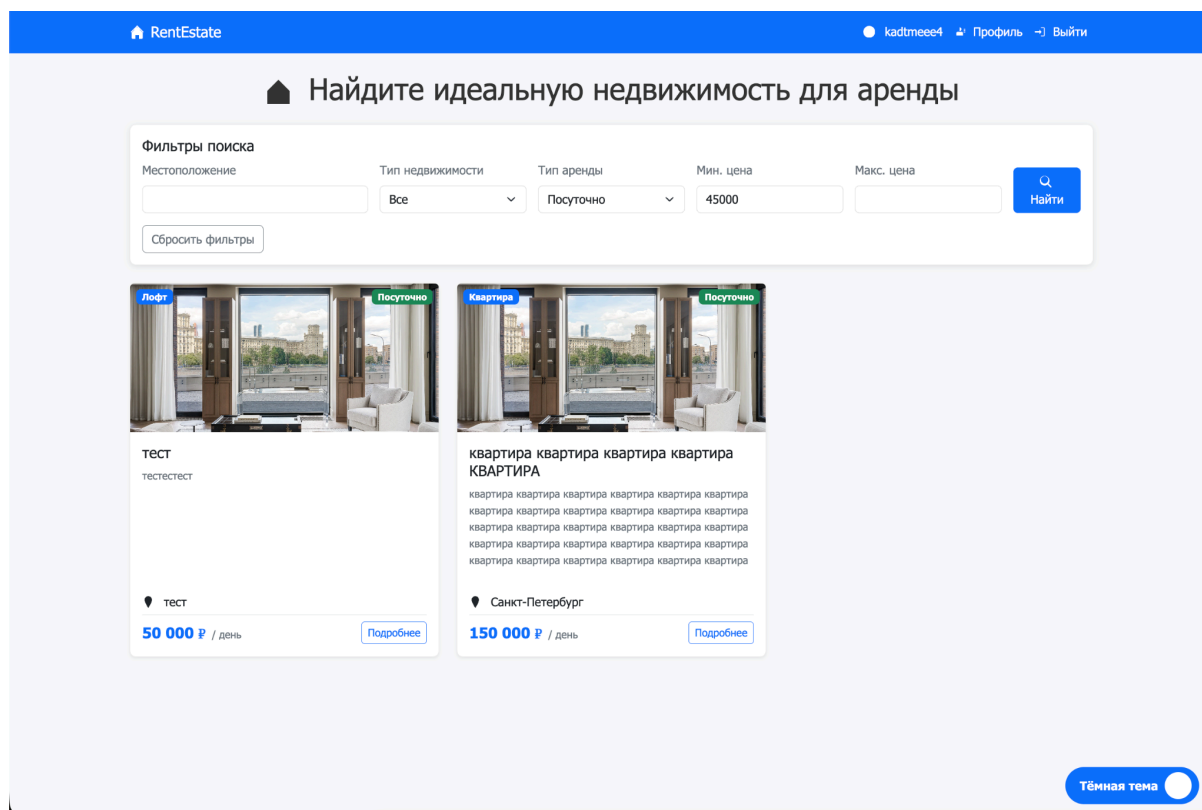 RentEstate
kadtmeee4 Профиль Выйти
Найдите идеальную недвижимость для аренды
Фильтры поиска
Местоположение Тип недвижимости Тип аренды Мин. цена Макс. цена
Все Посуточно 45000 Найти
Сбросить фильтры
Лофт Посуточно
тест
тестестест
тест
50 000 ₽ / день Подробнее
Квартира Посуточно
квартира квартира квартира квартира
КВАРТИРА
квартира квартира квартира квартира квартира квартира
квартира квартира квартира квартира квартира квартира
квартира квартира квартира квартира квартира квартира
квартира квартира квартира квартира квартира квартира
квартира квартира квартира квартира квартира квартира
Санкт-Петербург
150 000 ₽ / день Подробнее
Тёмная тема